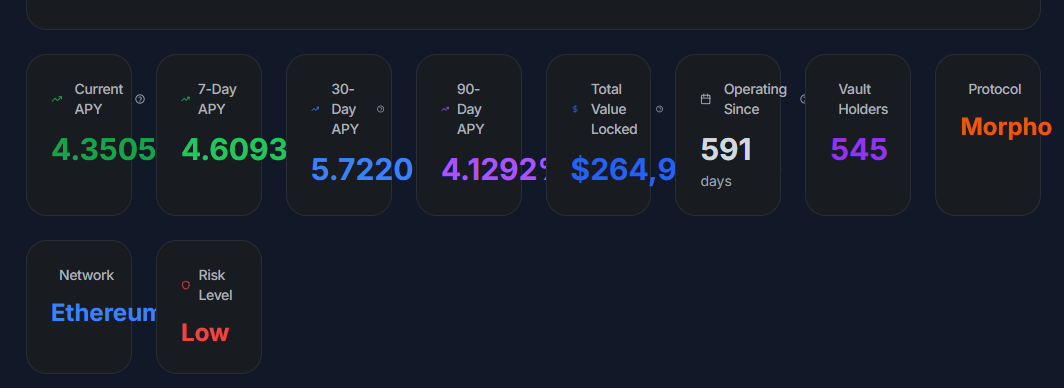 Current
APY
4.3505
7-Day
APY
4.6093
30-
Day
APY
5.7220
90-
Day
APY
4.1292%
Total
Value
Locked
$264,9
Operating
Since
591
days
Vault
Holders
545
Protocol
Morpho
Network
Ethereum
Risk
Level
Low